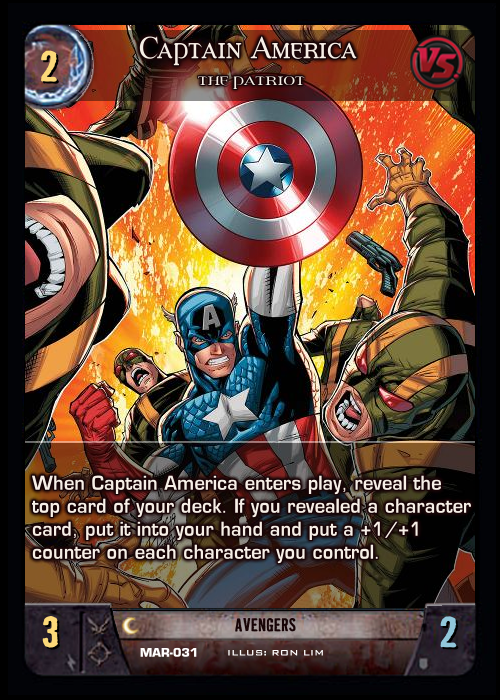 2
Captain America
VS
THE PATRIOT
A
When Captain America enters play, reveal the
top card of your deck. If you revealed a character
card, put it into your hand and put a +1/+1
counter on each character you control.
3
AVENGERS
2
MAR-031 ILLUS: RON LIM